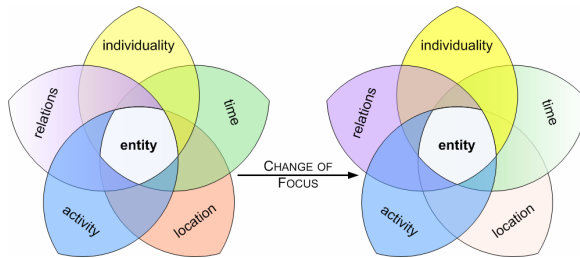 individuality
relations
time
entity
activity
location
CHANGE OF
FOCUS
individuality
relations
time
entity
activity
location